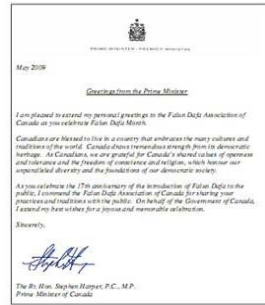 PRIME MINISTER - PREMIER MINISTRE
May 2009
Greetings from the Prime Minister
I am pleased to extend my personal greetings to the Falun Dafa Association of
Canada as you celebrate Falun Dafa Month.
Canadians are blessed to live in a country that embraces the many cultures and
traditions of the world. Canada draws tremendous strength from its democratic
heritage. As Canadians, we are grateful for Canada's shared values of openness
and tolerance and the freedom of conscience and religion, which honour our
unparalleled diversity and the foundations of our democratic society.
As you celebrate the 17th anniversary of the introduction of Falun Dafa to the
public, I commend the Falun Dafa Association of Canada for sharing your
practices and traditions with the public. On behalf of the Government of Canada,
I extend my best wishes for a joyous and memorable celebration.
Sincerely,
The Rt. Hon. Stephen Harper, P.C., M.P.
Prime Minister of Canada